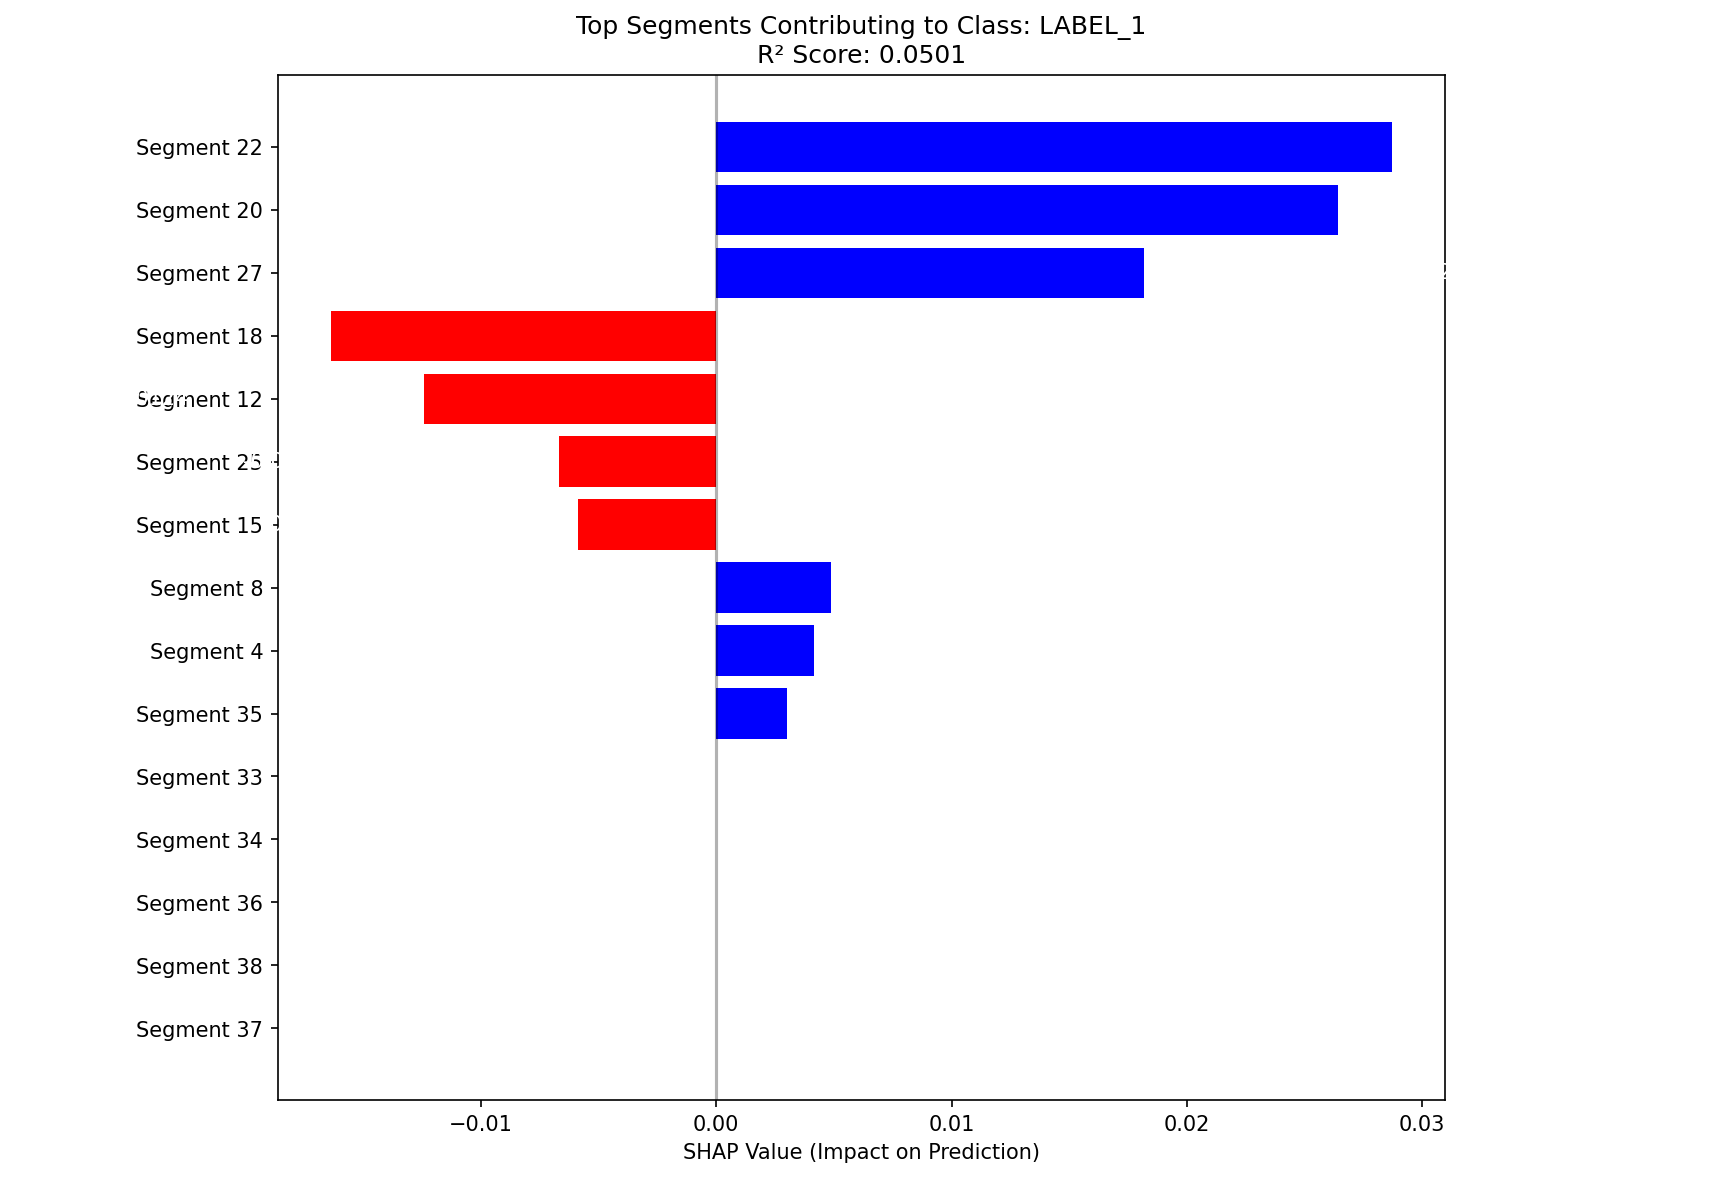 Top Segments Contributing to Class: LABEL_1
R² Score: 0.0501
Segment 22
Segment 20
Segment 27
Segment 18
Segment 12
Segment 23
Segment 15
Segment 8
Segment 4
Segment 35
Segment 33
Segment 34
Segment 36
Segment 38
Segment 37
−0.01 0.00 0.01 0.02 0.03
SHAP Value (Impact on Prediction)